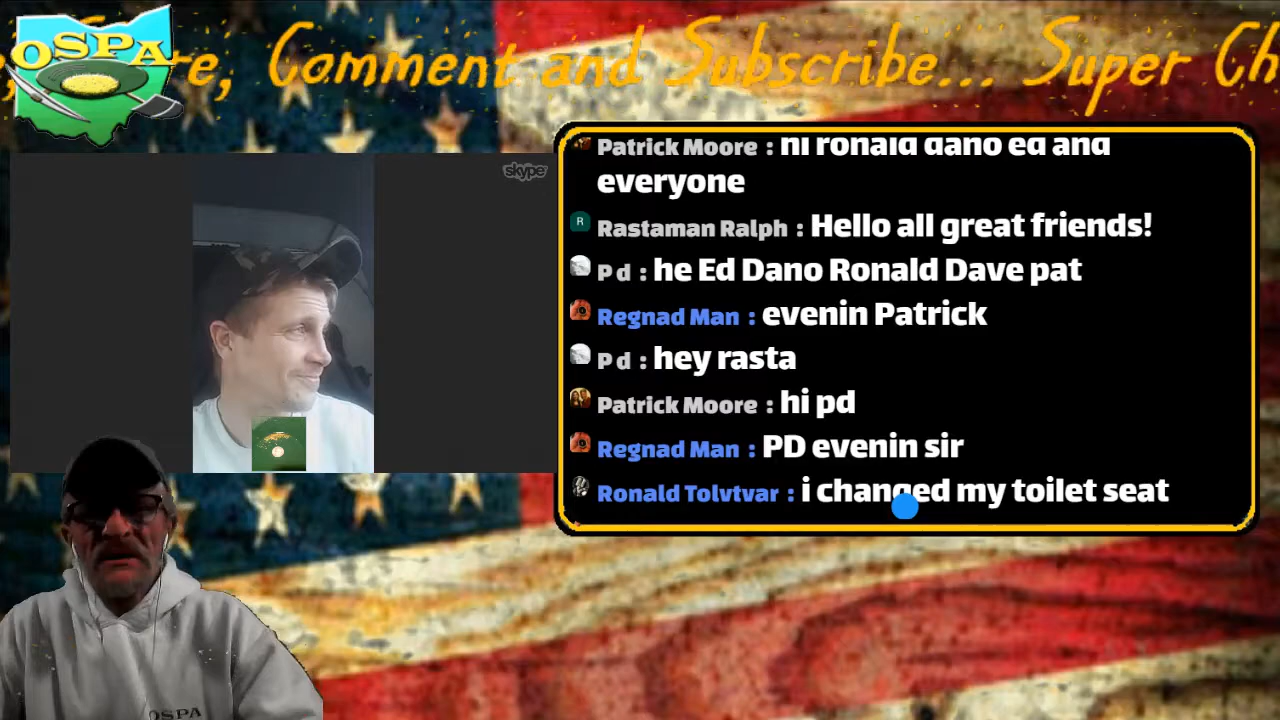 OSPA
re, Comment and Subscribe... Super Ch
skype
Patrick Moore : hi ronald dano ed and
everyone
R
Rastaman Ralph : Hello all great friends!
P d : he Ed Dano Ronald Dave pat
Regnad Man : evenin Patrick
P d : hey rasta
Patrick Moore : hi pd
Regnad Man : PD evenin sir
Ronald Tolvtvar : i changed my toilet seat
OSPA